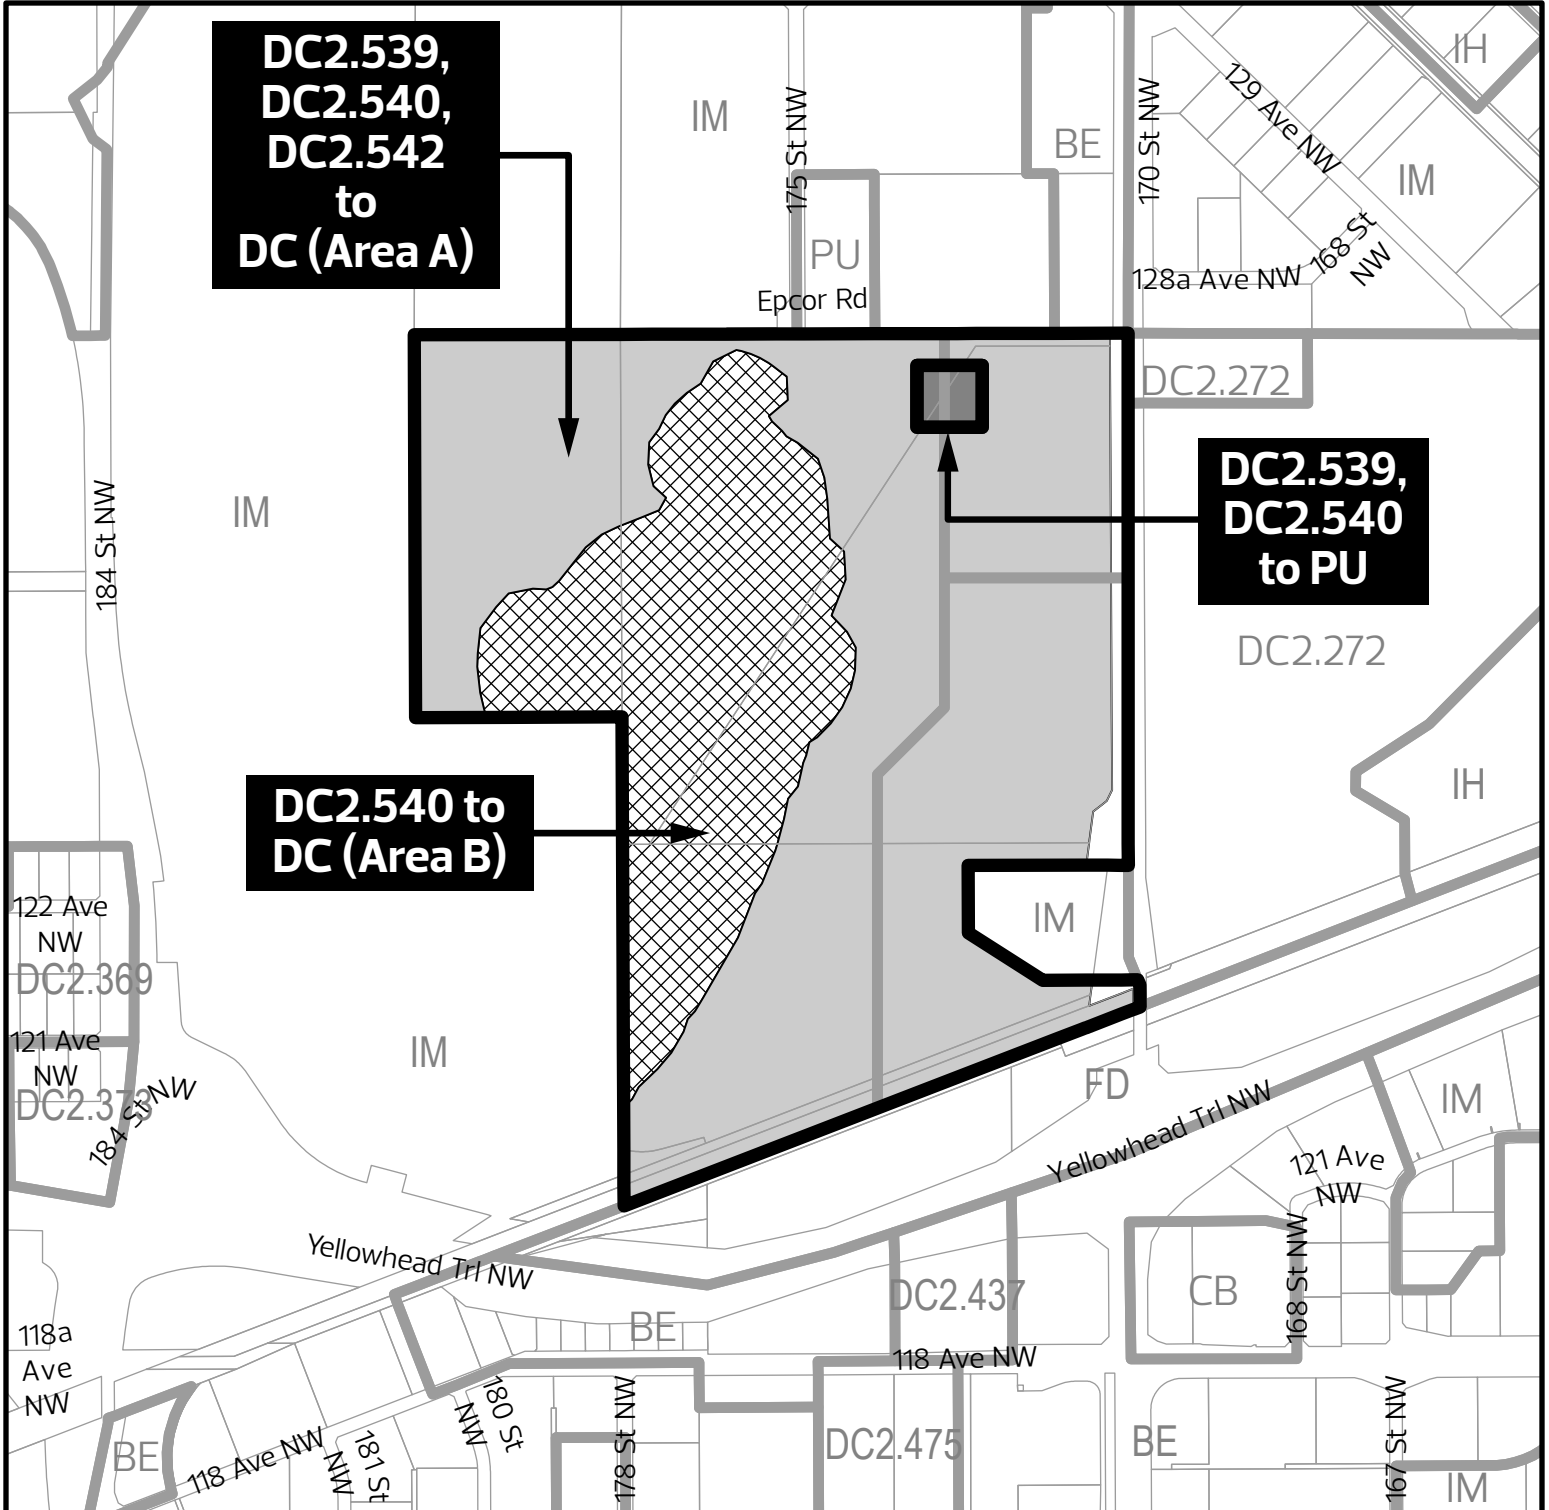 DC2.539,
DC2.540,
DC2.542
to
DC (Area A)
IM
175 St NW
BE
170 St NW
129 Ave NW
IH
IM
PU
Epcor Rd
128a Ave NW
168 St
NW
DC2.272
DC2.539,
DC2.540
to PU
184 St NW
IM
DC2.272
IH
DC2.540 to
DC (Area B)
122 Ave
NW
DC2.369
121 Ave
NW
DC2.373
184 St NW
IM
IM
FD
Yellowhead Trl NW
IM
121 Ave
NW
Yellowhead Trl NW
DC2.437
CB
168 St NW
BE
118a
Ave
NW
118 Ave NW
180 St
NW
178 St NW
DC2.475
BE
167 St NW
BE
118 Ave NW
181 St
NW
IM